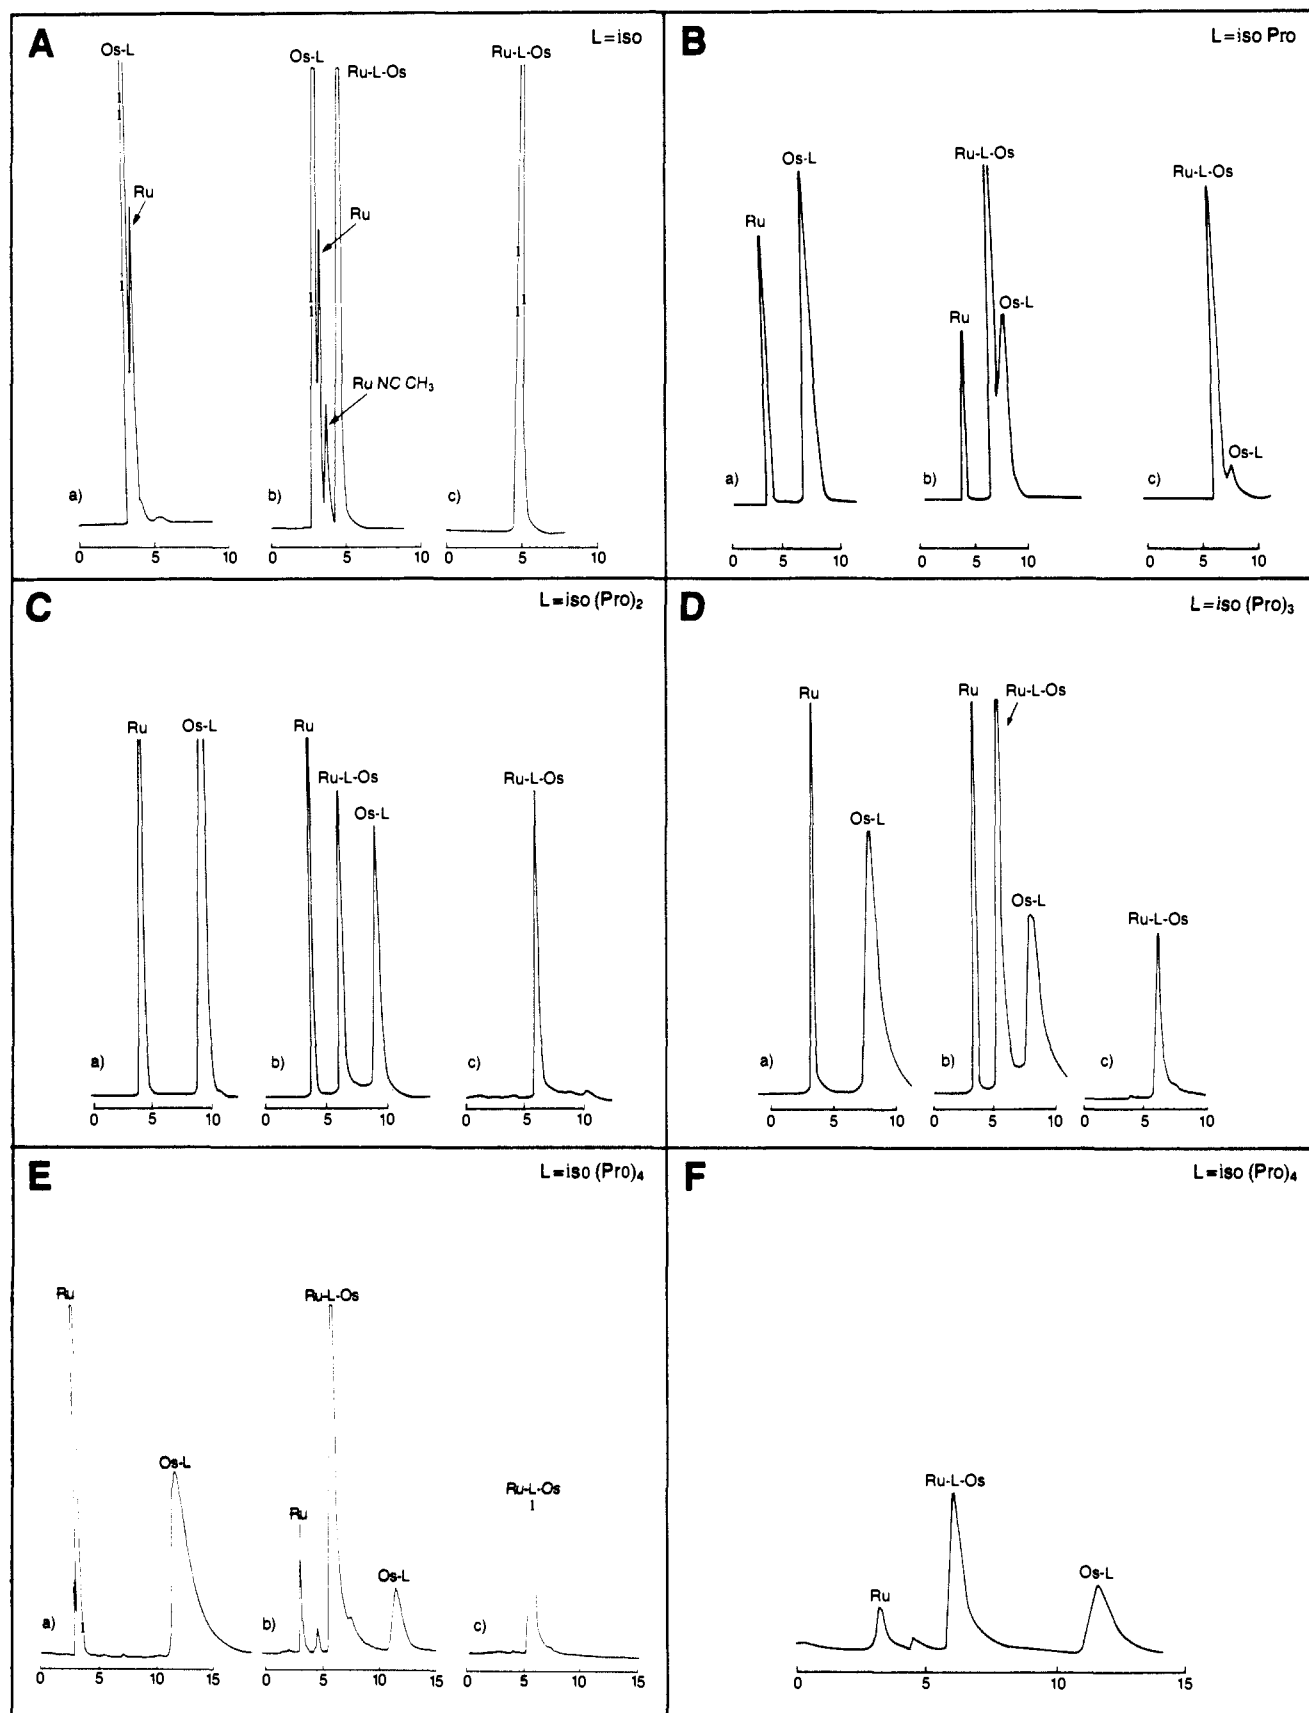 A
L=iso
Os-L
Ru
a)
0 5 10
Os-L
Ru-L-Os
Ru
Ru NC CH₃
b)
0 5 10
Ru-L-Os
c)
0 10
B
L=iso Pro
Ru
Os-L
a)
0 5 10
Ru
Ru-L-Os
Os-L
b)
0 5 10
Ru-L-Os
Os-L
c)
0 5 10
C
L=iso (Pro)₂
Ru
Os-L
a)
0 5 10
Ru
Ru-L-Os
Os-L
b)
0 5 10
Ru-L-Os
c)
0 5 10
D
L=iso (Pro)₃
Ru
Os-L
a)
0 5 10
Ru
Ru-L-Os
Os-L
b)
0 5 10
Ru-L-Os
c)
0 5 10
E
L=iso (Pro)₄
Ru
Os-L
a)
0 5 10 15
Ru
Ru-L-Os
Os-L
b)
0 5 10 15
Ru-L-Os
c)
0 5 10 15
F
L=iso (Pro)₄
Ru
Ru-L-Os
Os-L
0 5 10 15